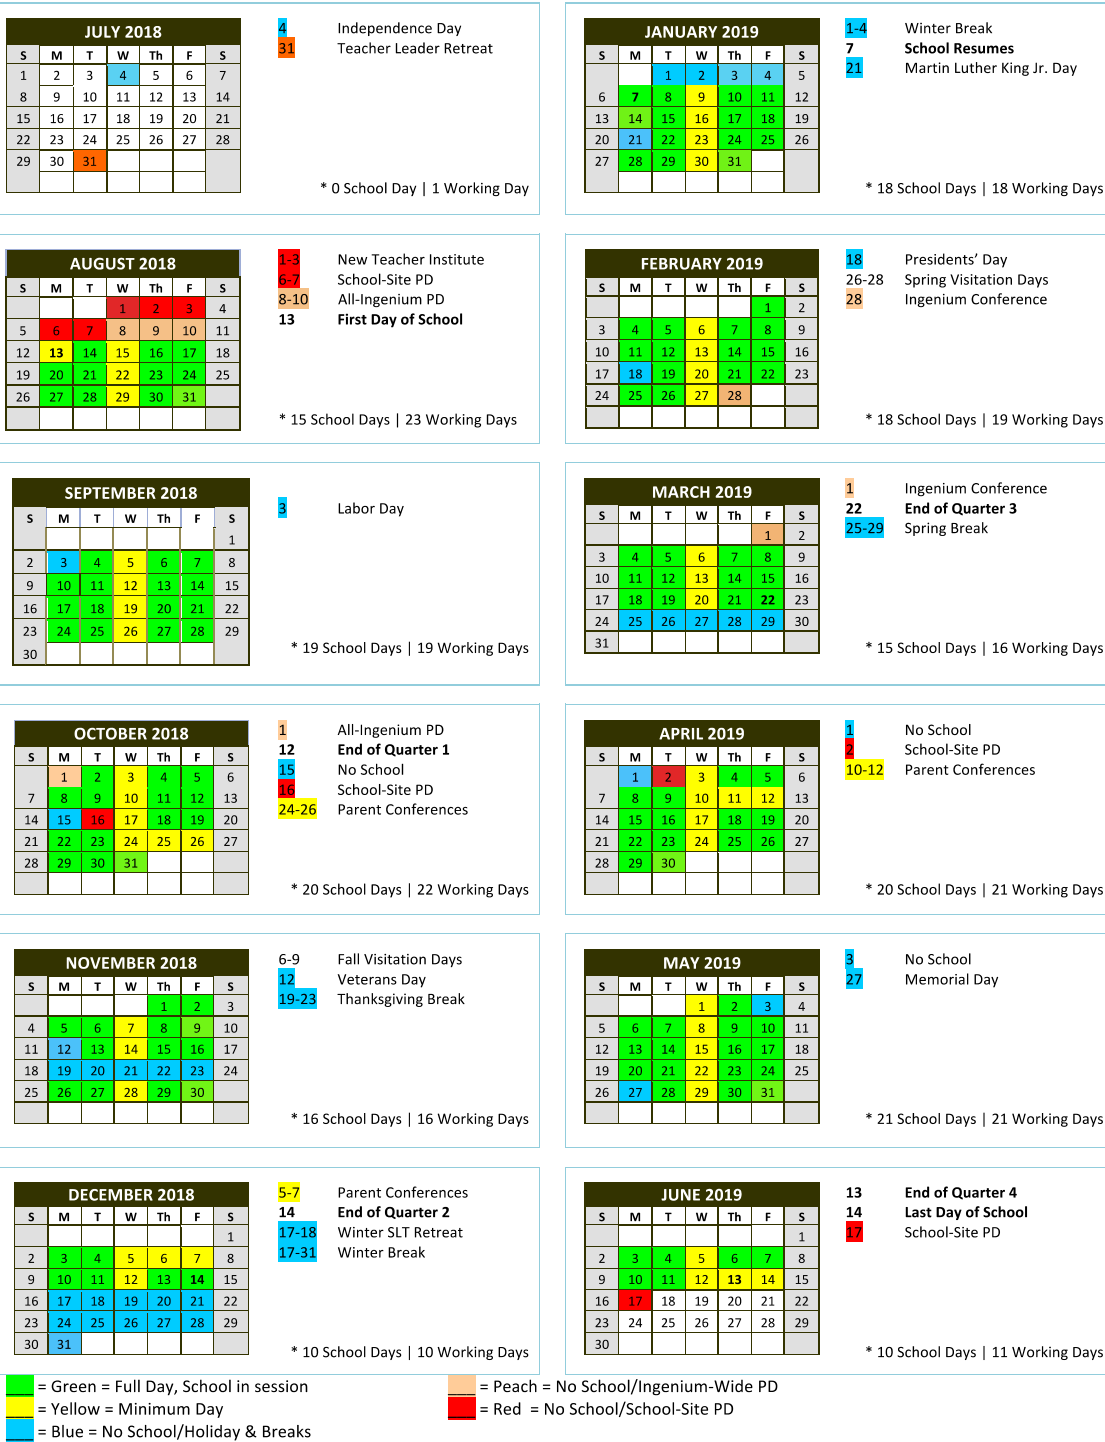 JULY 2018
S M T W Th F S
1 2 3 4 5 6 7
8 9 10 11 12 13 14
15 16 17 18 19 20 21
22 23 24 25 26 27 28
29 30 31
4 Independence Day
31 Teacher Leader Retreat
* 0 School Day | 1 Working Day
JANUARY 2019
S M T W Th F S
1 2 3 4 5
6 7 8 9 10 11 12
13 14 15 16 17 18 19
20 21 22 23 24 25 26
27 28 29 30 31
1-4 Winter Break
7 School Resumes
21 Martin Luther King Jr. Day
* 18 School Days | 18 Working Days
AUGUST 2018
S M T W Th F S
1 2 3 4
5 6 7 8 9 10 11
12 13 14 15 16 17 18
19 20 21 22 23 24 25
26 27 28 29 30 31
1-3 New Teacher Institute
6-7 School-Site PD
8-10 All-Ingenium PD
13 First Day of School
* 15 School Days | 23 Working Days
FEBRUARY 2019
S M T W Th F S
1 2
3 4 5 6 7 8 9
10 11 12 13 14 15 16
17 18 19 20 21 22 23
24 25 26 27 28
18 Presidents’ Day
26-28 Spring Visitation Days
28 Ingenium Conference
* 18 School Days | 19 Working Days
SEPTEMBER 2018
S M T W Th F S
1
2 3 4 5 6 7 8
9 10 11 12 13 14 15
16 17 18 19 20 21 22
23 24 25 26 27 28 29
30
3 Labor Day
* 19 School Days | 19 Working Days
MARCH 2019
S M T W Th F S
1 2
3 4 5 6 7 8 9
10 11 12 13 14 15 16
17 18 19 20 21 22 23
24 25 26 27 28 29 30
31
1 Ingenium Conference
22 End of Quarter 3
25-29 Spring Break
* 15 School Days | 16 Working Days
OCTOBER 2018
S M T W Th F S
1 2 3 4 5 6
7 8 9 10 11 12 13
14 15 16 17 18 19 20
21 22 23 24 25 26 27
28 29 30 31
1 All-Ingenium PD
12 End of Quarter 1
15 No School
16 School-Site PD
24-26 Parent Conferences
* 20 School Days | 22 Working Days
APRIL 2019
S M T W Th F S
1 2 3 4 5 6
7 8 9 10 11 12 13
14 15 16 17 18 19 20
21 22 23 24 25 26 27
28 29 30
1 No School
2 School-Site PD
10-12 Parent Conferences
* 20 School Days | 21 Working Days
NOVEMBER 2018
S M T W Th F S
1 2 3
4 5 6 7 8 9 10
11 12 13 14 15 16 17
18 19 20 21 22 23 24
25 26 27 28 29 30
6-9 Fall Visitation Days
12 Veterans Day
19-23 Thanksgiving Break
* 16 School Days | 16 Working Days
MAY 2019
S M T W Th F S
1 2 3 4
5 6 7 8 9 10 11
12 13 14 15 16 17 18
19 20 21 22 23 24 25
26 27 28 29 30 31
3 No School
27 Memorial Day
* 21 School Days | 21 Working Days
DECEMBER 2018
S M T W Th F S
1
2 3 4 5 6 7 8
9 10 11 12 13 14 15
16 17 18 19 20 21 22
23 24 25 26 27 28 29
30 31
5-7 Parent Conferences
14 End of Quarter 2
17-18 Winter SLT Retreat
17-31 Winter Break
* 10 School Days | 10 Working Days
JUNE 2019
S M T W Th F S
1
2 3 4 5 6 7 8
9 10 11 12 13 14 15
16 17 18 19 20 21 22
23 24 25 26 27 28 29
30
13 End of Quarter 4
14 Last Day of School
17 School-Site PD
* 10 School Days | 11 Working Days
___ = Green = Full Day, School in session
___ = Yellow = Minimum Day
___ = Blue = No School/Holiday & Breaks
___ = Peach = No School/Ingenium-Wide PD
___ = Red = No School/School-Site PD